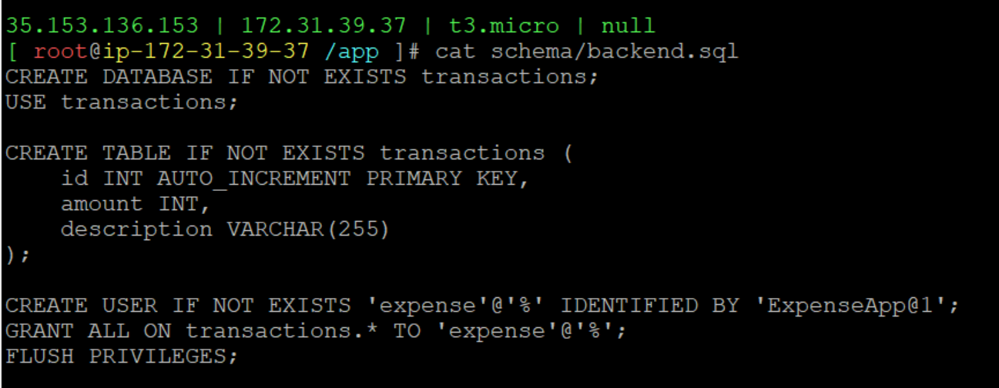 35.153.136.153 | 172.31.39.37 | t3.micro | null
[ root@ip-172-31-39-37 /app ]# cat schema/backend.sql
CREATE DATABASE IF NOT EXISTS transactions;
USE transactions;

CREATE TABLE IF NOT EXISTS transactions (
    id INT AUTO_INCREMENT PRIMARY KEY,
    amount INT,
    description VARCHAR(255)
);

CREATE USER IF NOT EXISTS 'expense'@'%' IDENTIFIED BY 'ExpenseApp@1';
GRANT ALL ON transactions.* TO 'expense'@'%';
FLUSH PRIVILEGES;